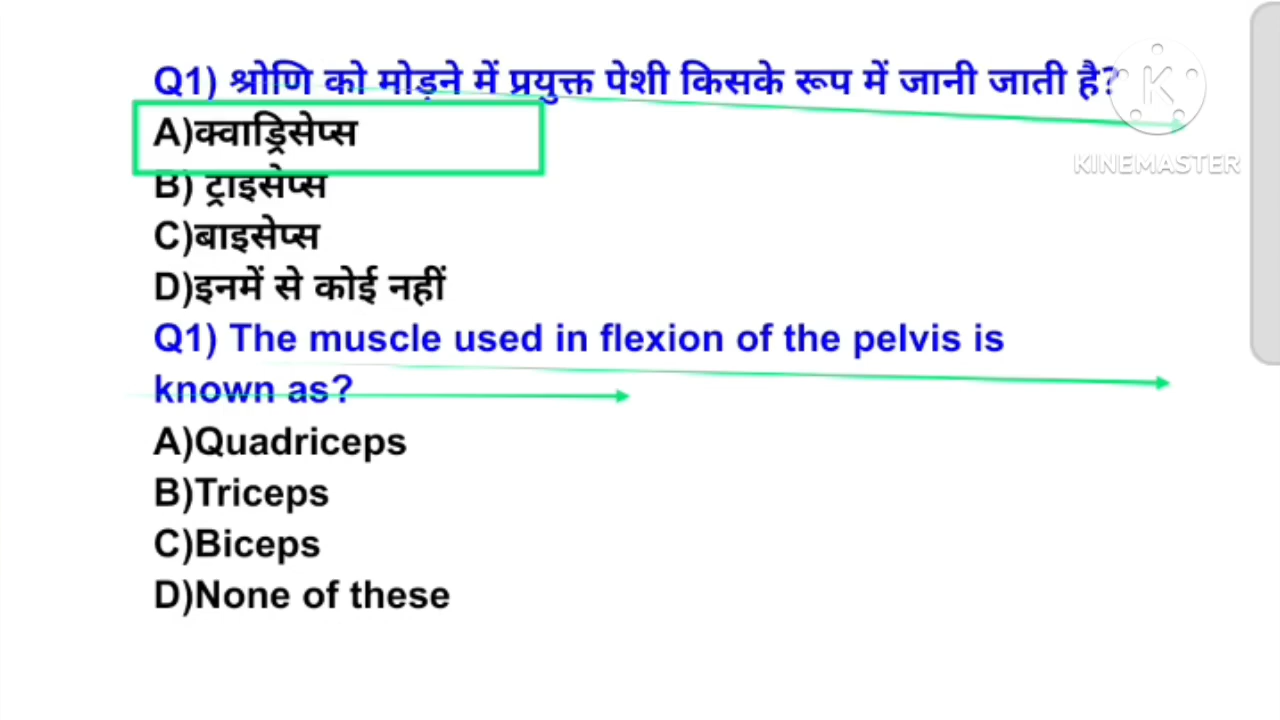 Q1) श्रोणि को मोड़ने में प्रयुक्त पेशी किसके रूप में जानी जाती है?
A)क्वाड्रिसेप्स
B) ट्राइसेप्स
C)बाइसेप्स
D)इनमें से कोई नहीं
Q1) The muscle used in flexion of the pelvis is
known as?
A)Quadriceps
B)Triceps
C)Biceps
D)None of these
K
KINEMASTER